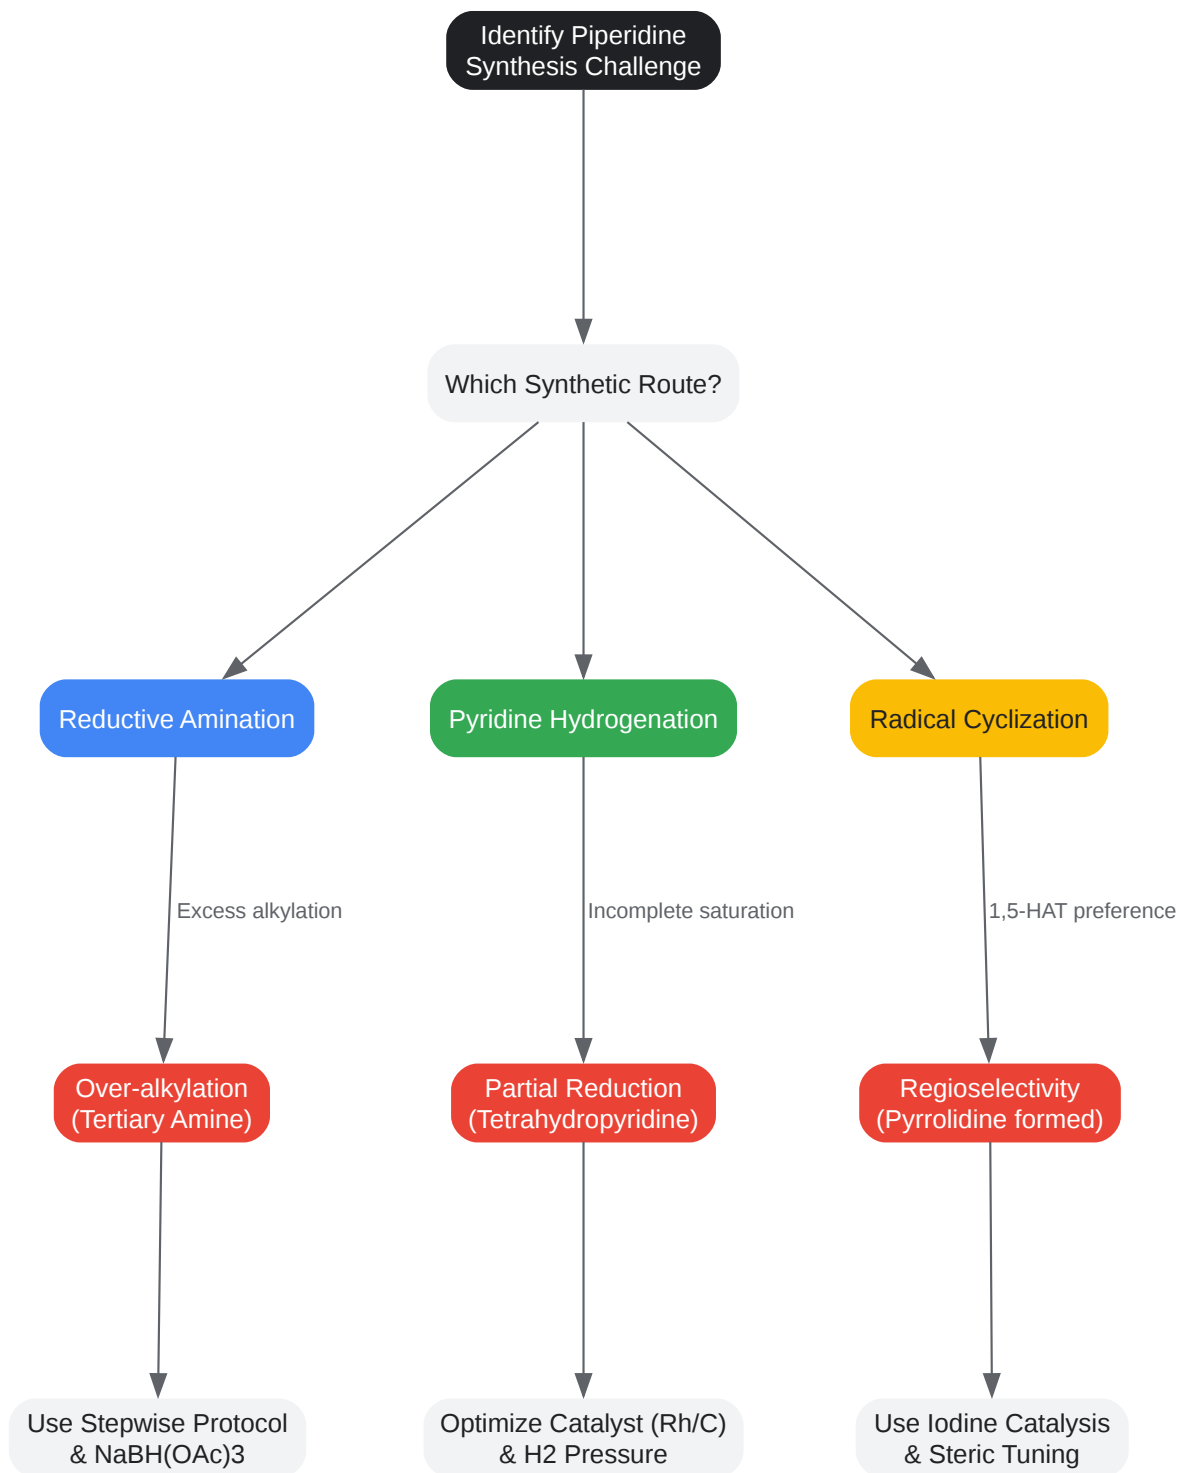 Identify Piperidine
Synthesis Challenge
Which Synthetic Route?
Reductive Amination
Pyridine Hydrogenation
Radical Cyclization
Excess alkylation
Incomplete saturation
1,5-HAT preference
Over-alkylation
(Tertiary Amine)
Partial Reduction
(Tetrahydropyridine)
Regioselectivity
(Pyrrolidine formed)
Use Stepwise Protocol
& NaBH(OAc)3
Optimize Catalyst (Rh/C)
& H2 Pressure
Use Iodine Catalysis
& Steric Tuning